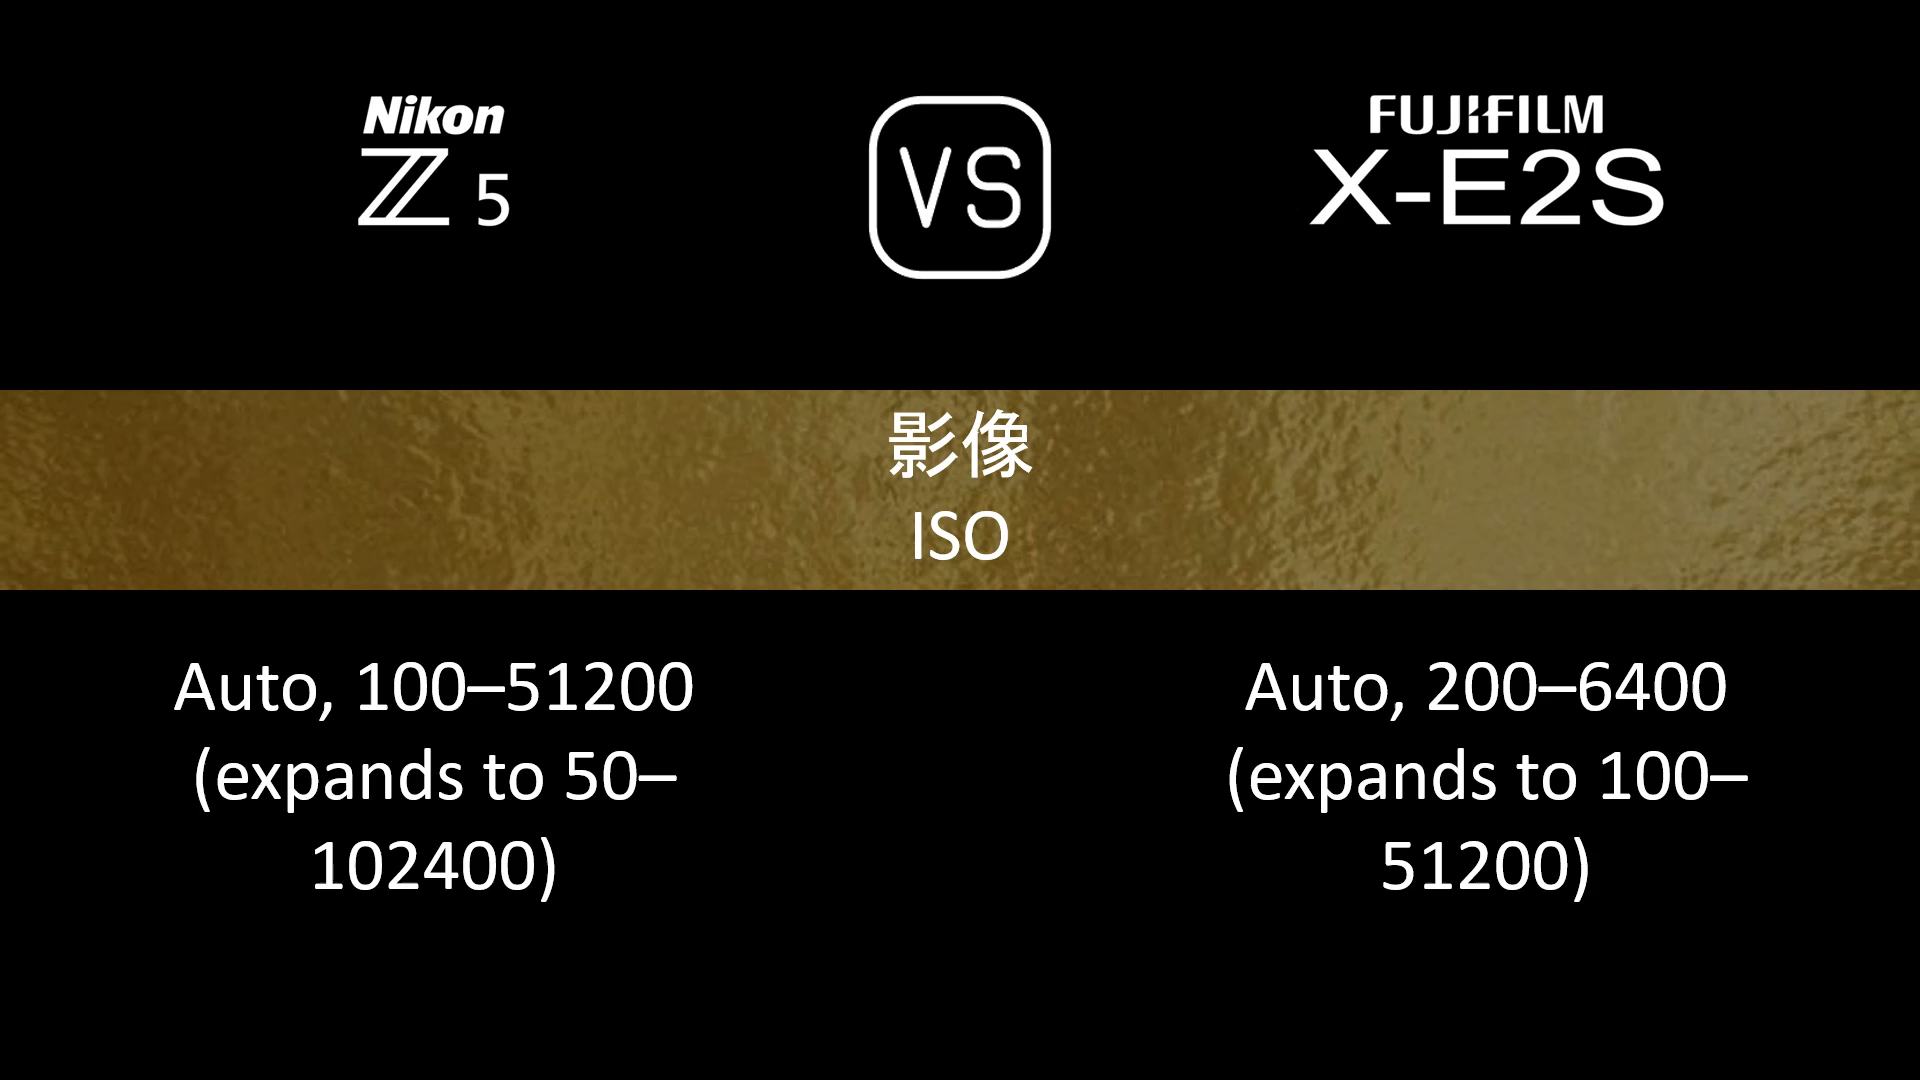 Nikon
Z 5
VS
FUJIFILM
X-E2S
影像
ISO
Auto, 100–51200
(expands to 50–
102400)
Auto, 200–6400
(expands to 100–
51200)